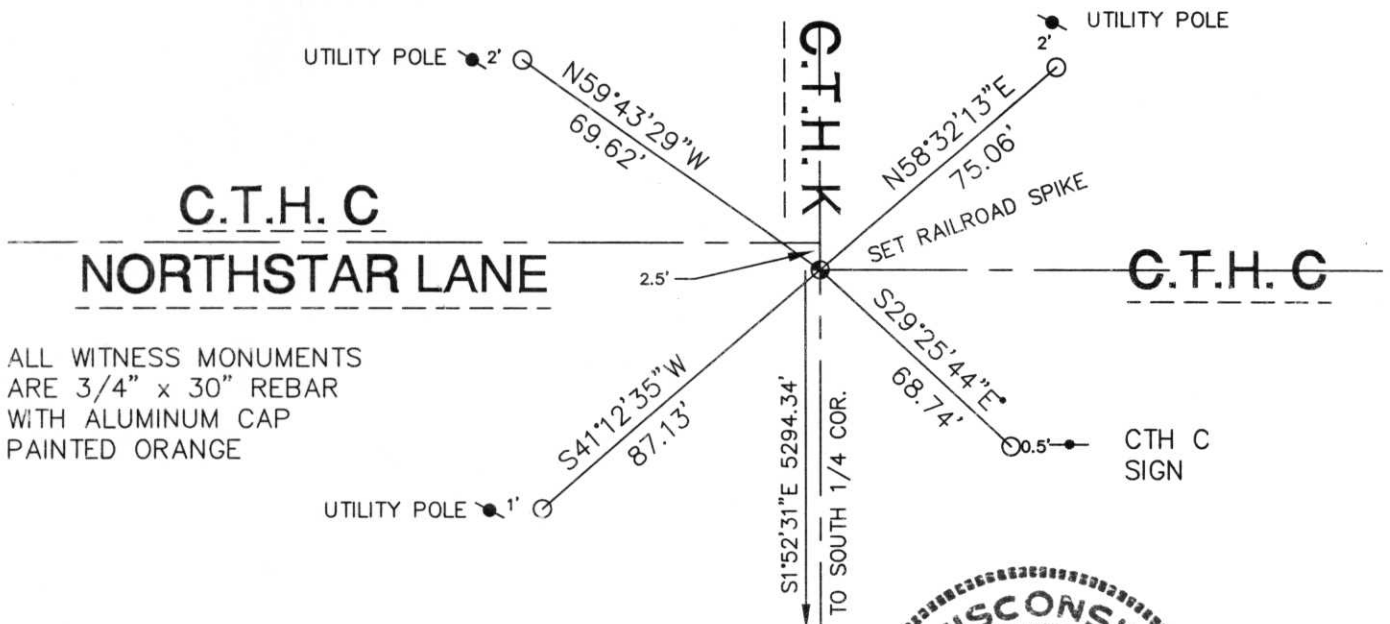 UTILITY POLE
2'
N59°43'29"W
69.62'
C.T.H. K
N58°32'13"E
75.06'
2'
UTILITY POLE
C.T.H. C
NORTHSTAR LANE
2.5'
SET RAILROAD SPIKE
C.T.H. C
ALL WITNESS MONUMENTS
ARE 3/4" x 30" REBAR
WITH ALUMINUM CAP
PAINTED ORANGE
S41°12'35"W
87.13'
UTILITY POLE
1'
S1°52'31"E 5294.34'
TO SOUTH 1/4 COR.
S29°25'44"E
68.74'
0.5'
CTH C
SIGN